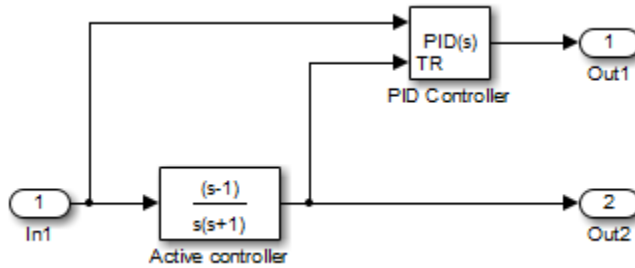 PID(s)
TR
PID Controller
1
Out1
1
In1
(s-1)
s(s+1)
Active controller
2
Out2